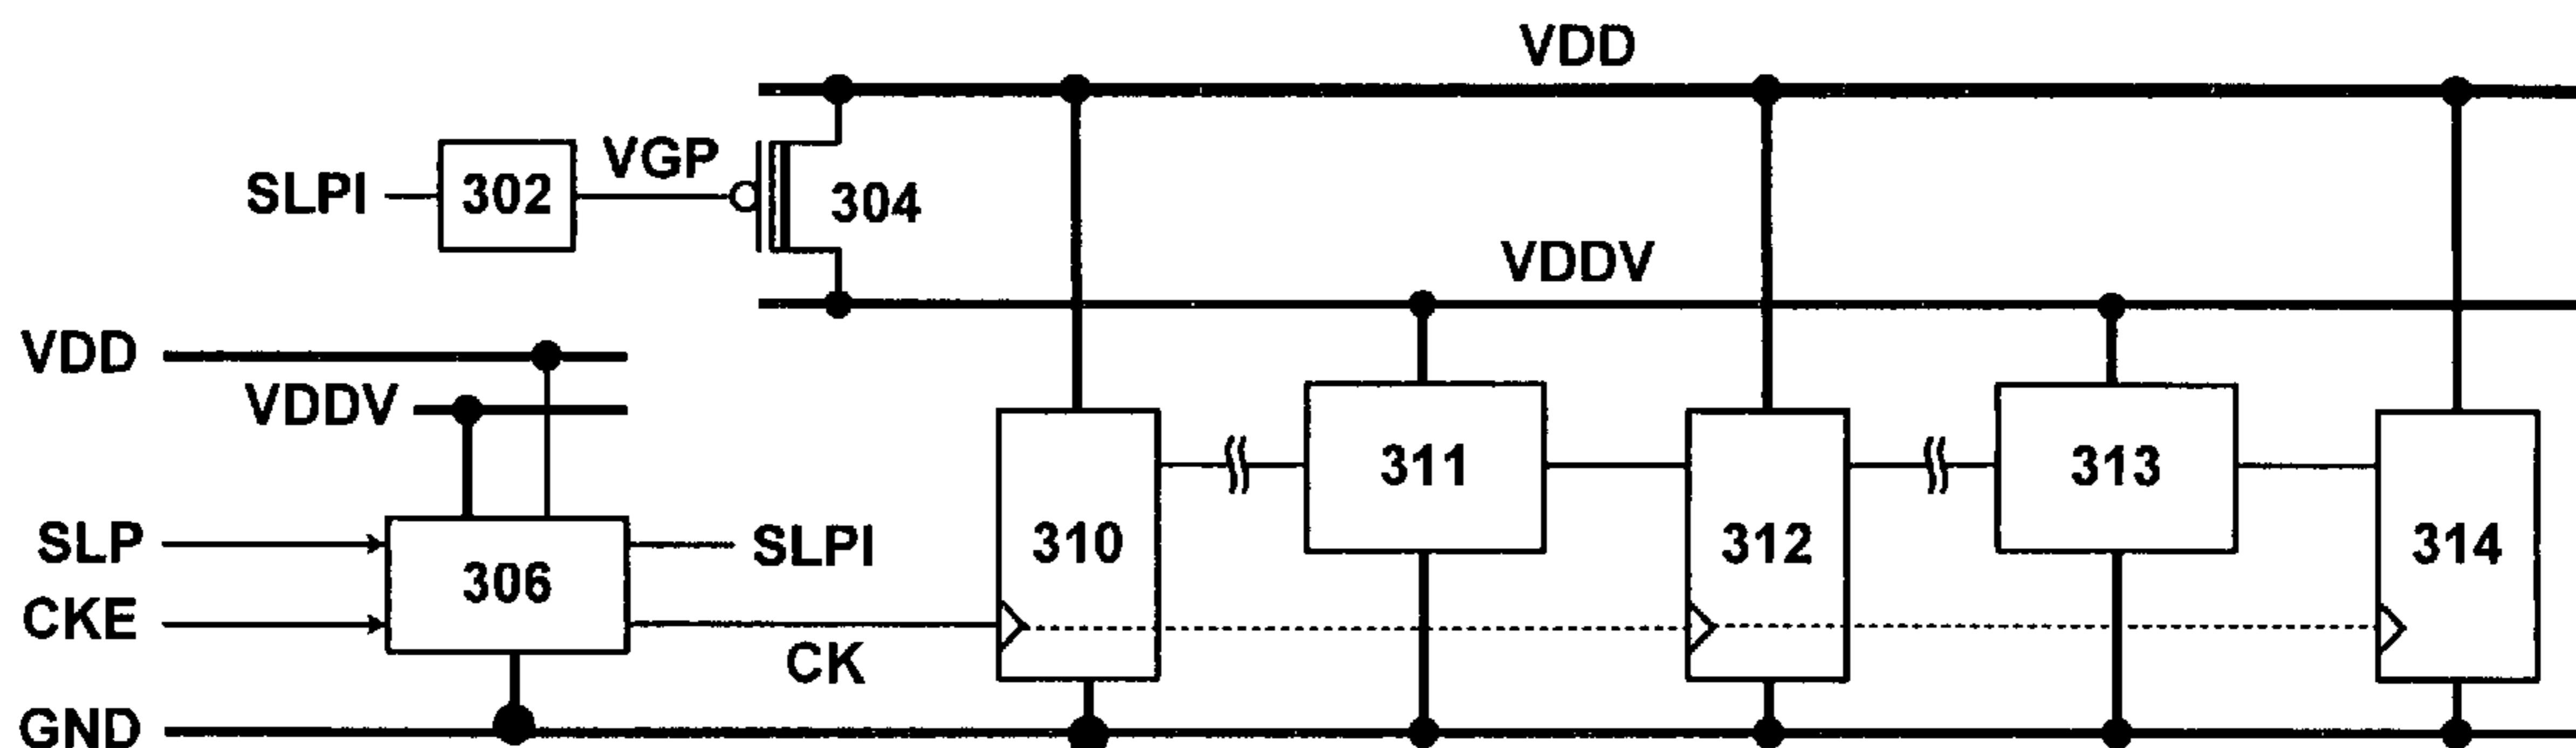 VDD
SLPI 302 VGP 304
VDDV
VDD
VDDV
311 313
SLP 306 SLPI 310 312 314
CKE
CK
GND